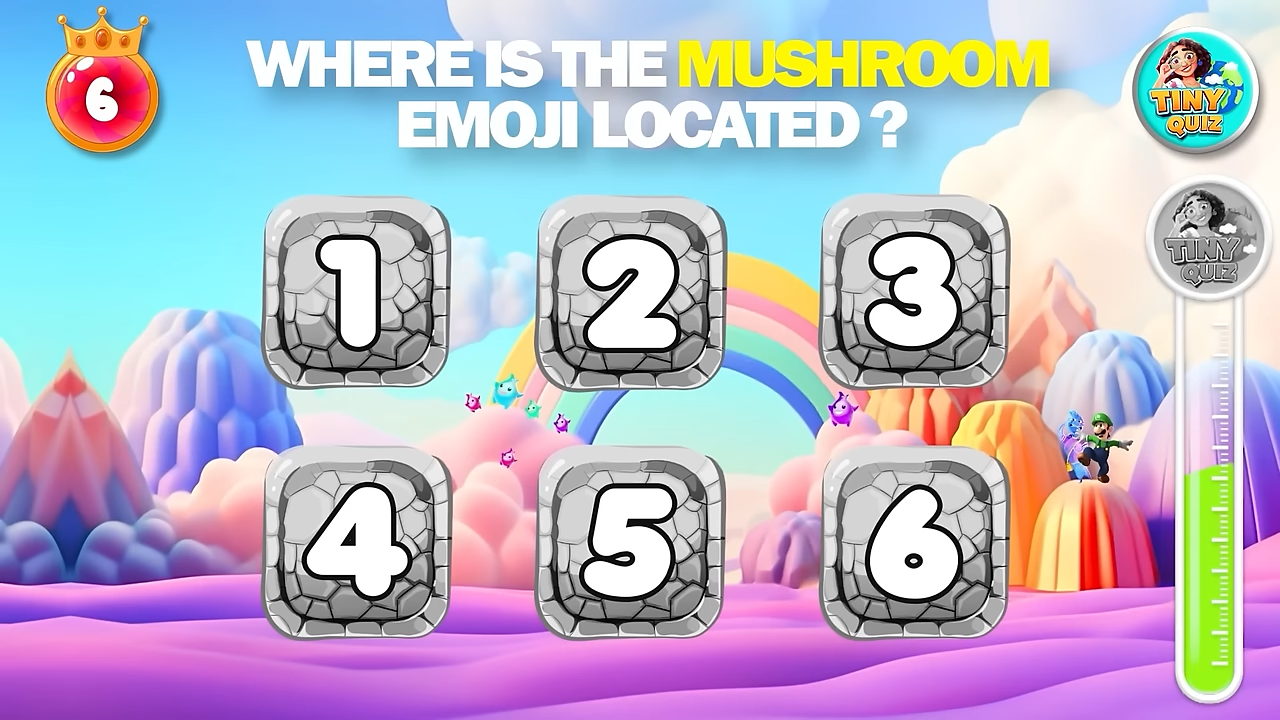 6
WHERE IS THE MUSHROOM
EMOJI LOCATED ?
TINY
QUIZ
TINY
QUIZ
1
2
3
4
5
6